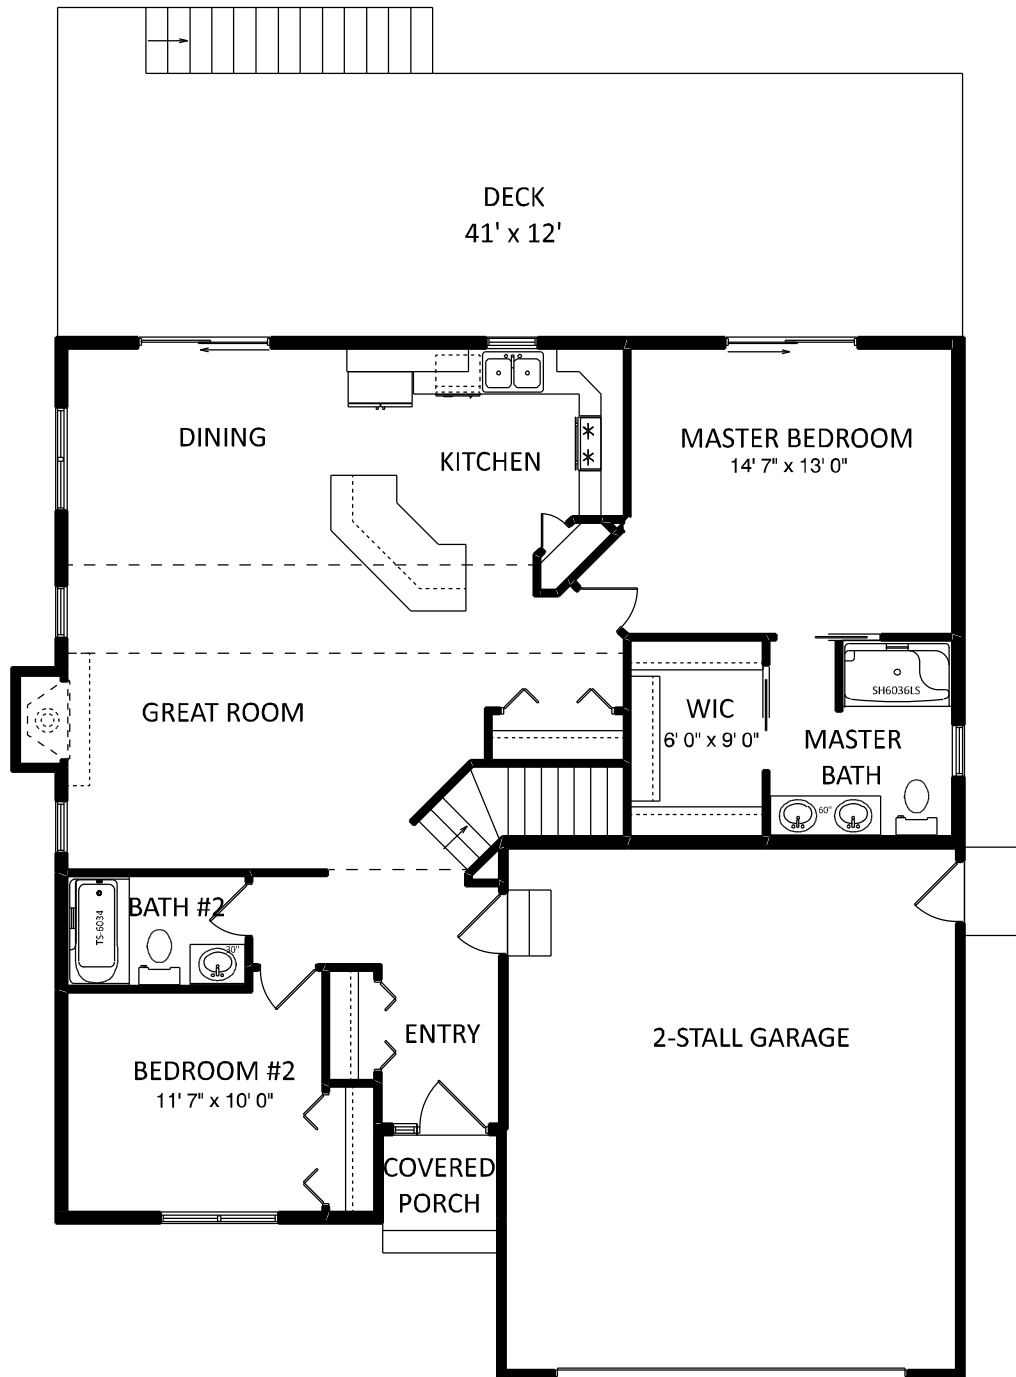 DECK
41' x 12'
DINING
KITCHEN
MASTER BEDROOM
14' 7" x 13' 0"
SH6036LS
GREAT ROOM
WIC
6' 0" x 9' 0"
MASTER
BATH
60"
BATH #2
TS-6034
30"
ENTRY
2-STALL GARAGE
BEDROOM #2
11' 7" x 10' 0"
COVERED
PORCH